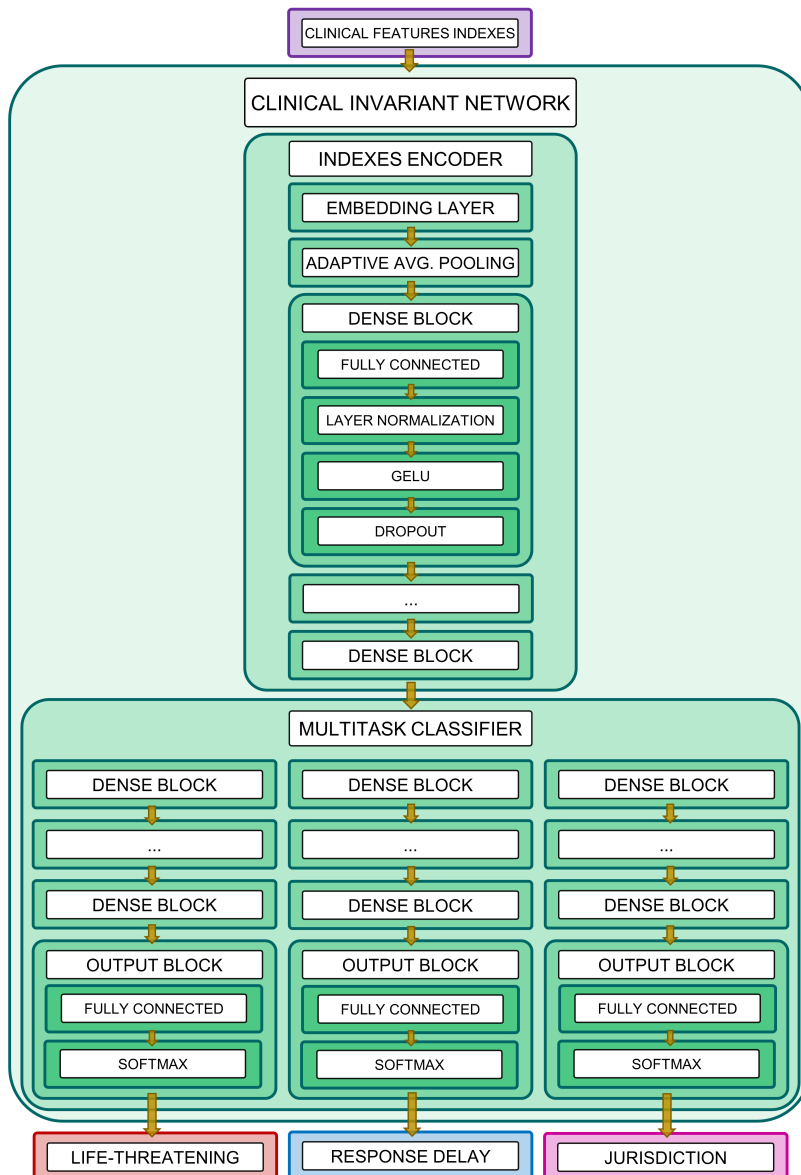 CLINICAL FEATURES INDEXES
CLINICAL INVARIANT NETWORK
INDEXES ENCODER
EMBEDDING LAYER
ADAPTIVE AVG. POOLING
DENSE BLOCK
FULLY CONNECTED
LAYER NORMALIZATION
GELU
DROPOUT
...
DENSE BLOCK
MULTITASK CLASSIFIER
DENSE BLOCK
...
DENSE BLOCK
OUTPUT BLOCK
FULLY CONNECTED
SOFTMAX
LIFE-THREATENING
DENSE BLOCK
...
DENSE BLOCK
OUTPUT BLOCK
FULLY CONNECTED
SOFTMAX
RESPONSE DELAY
DENSE BLOCK
...
DENSE BLOCK
OUTPUT BLOCK
FULLY CONNECTED
SOFTMAX
JURISDICTION